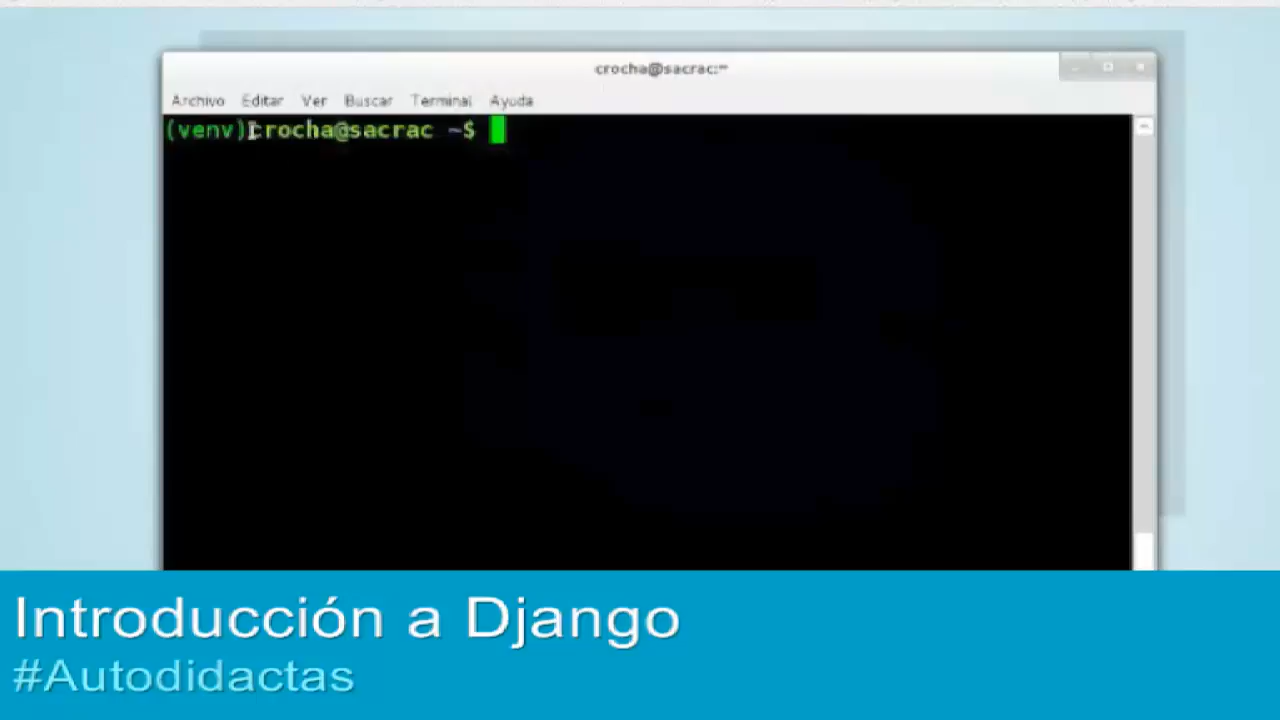 crocha@sacrac:~
Archivo Editar Ver Buscar Terminal Ayuda
(venv)crocha@sacrac ~$
Introducción a Django
#Autodidactas